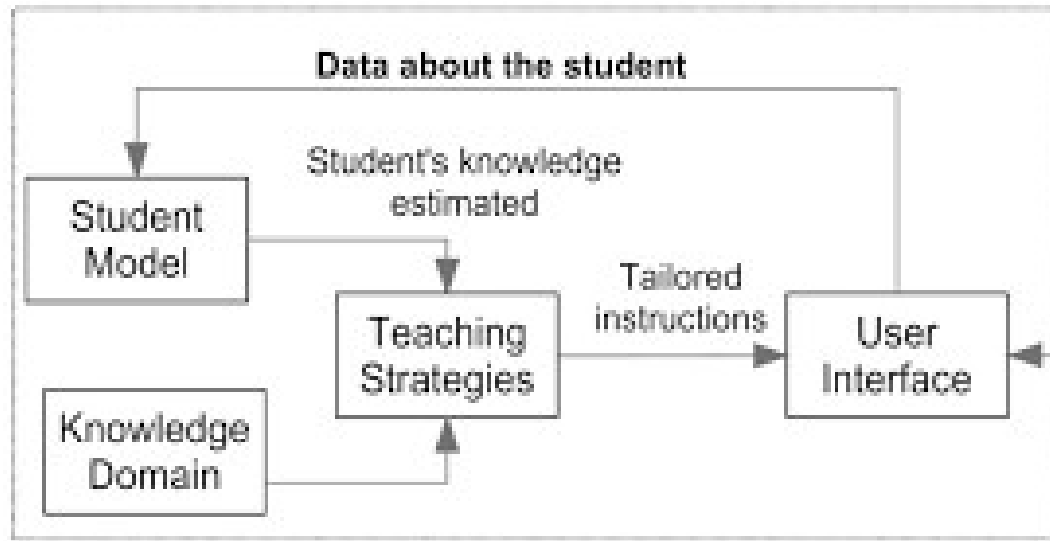 Data about the student
Student's knowledge
estimated
Student
Model
Tailored
instructions
Teaching
Strategies
User
Interface
Knowledge
Domain